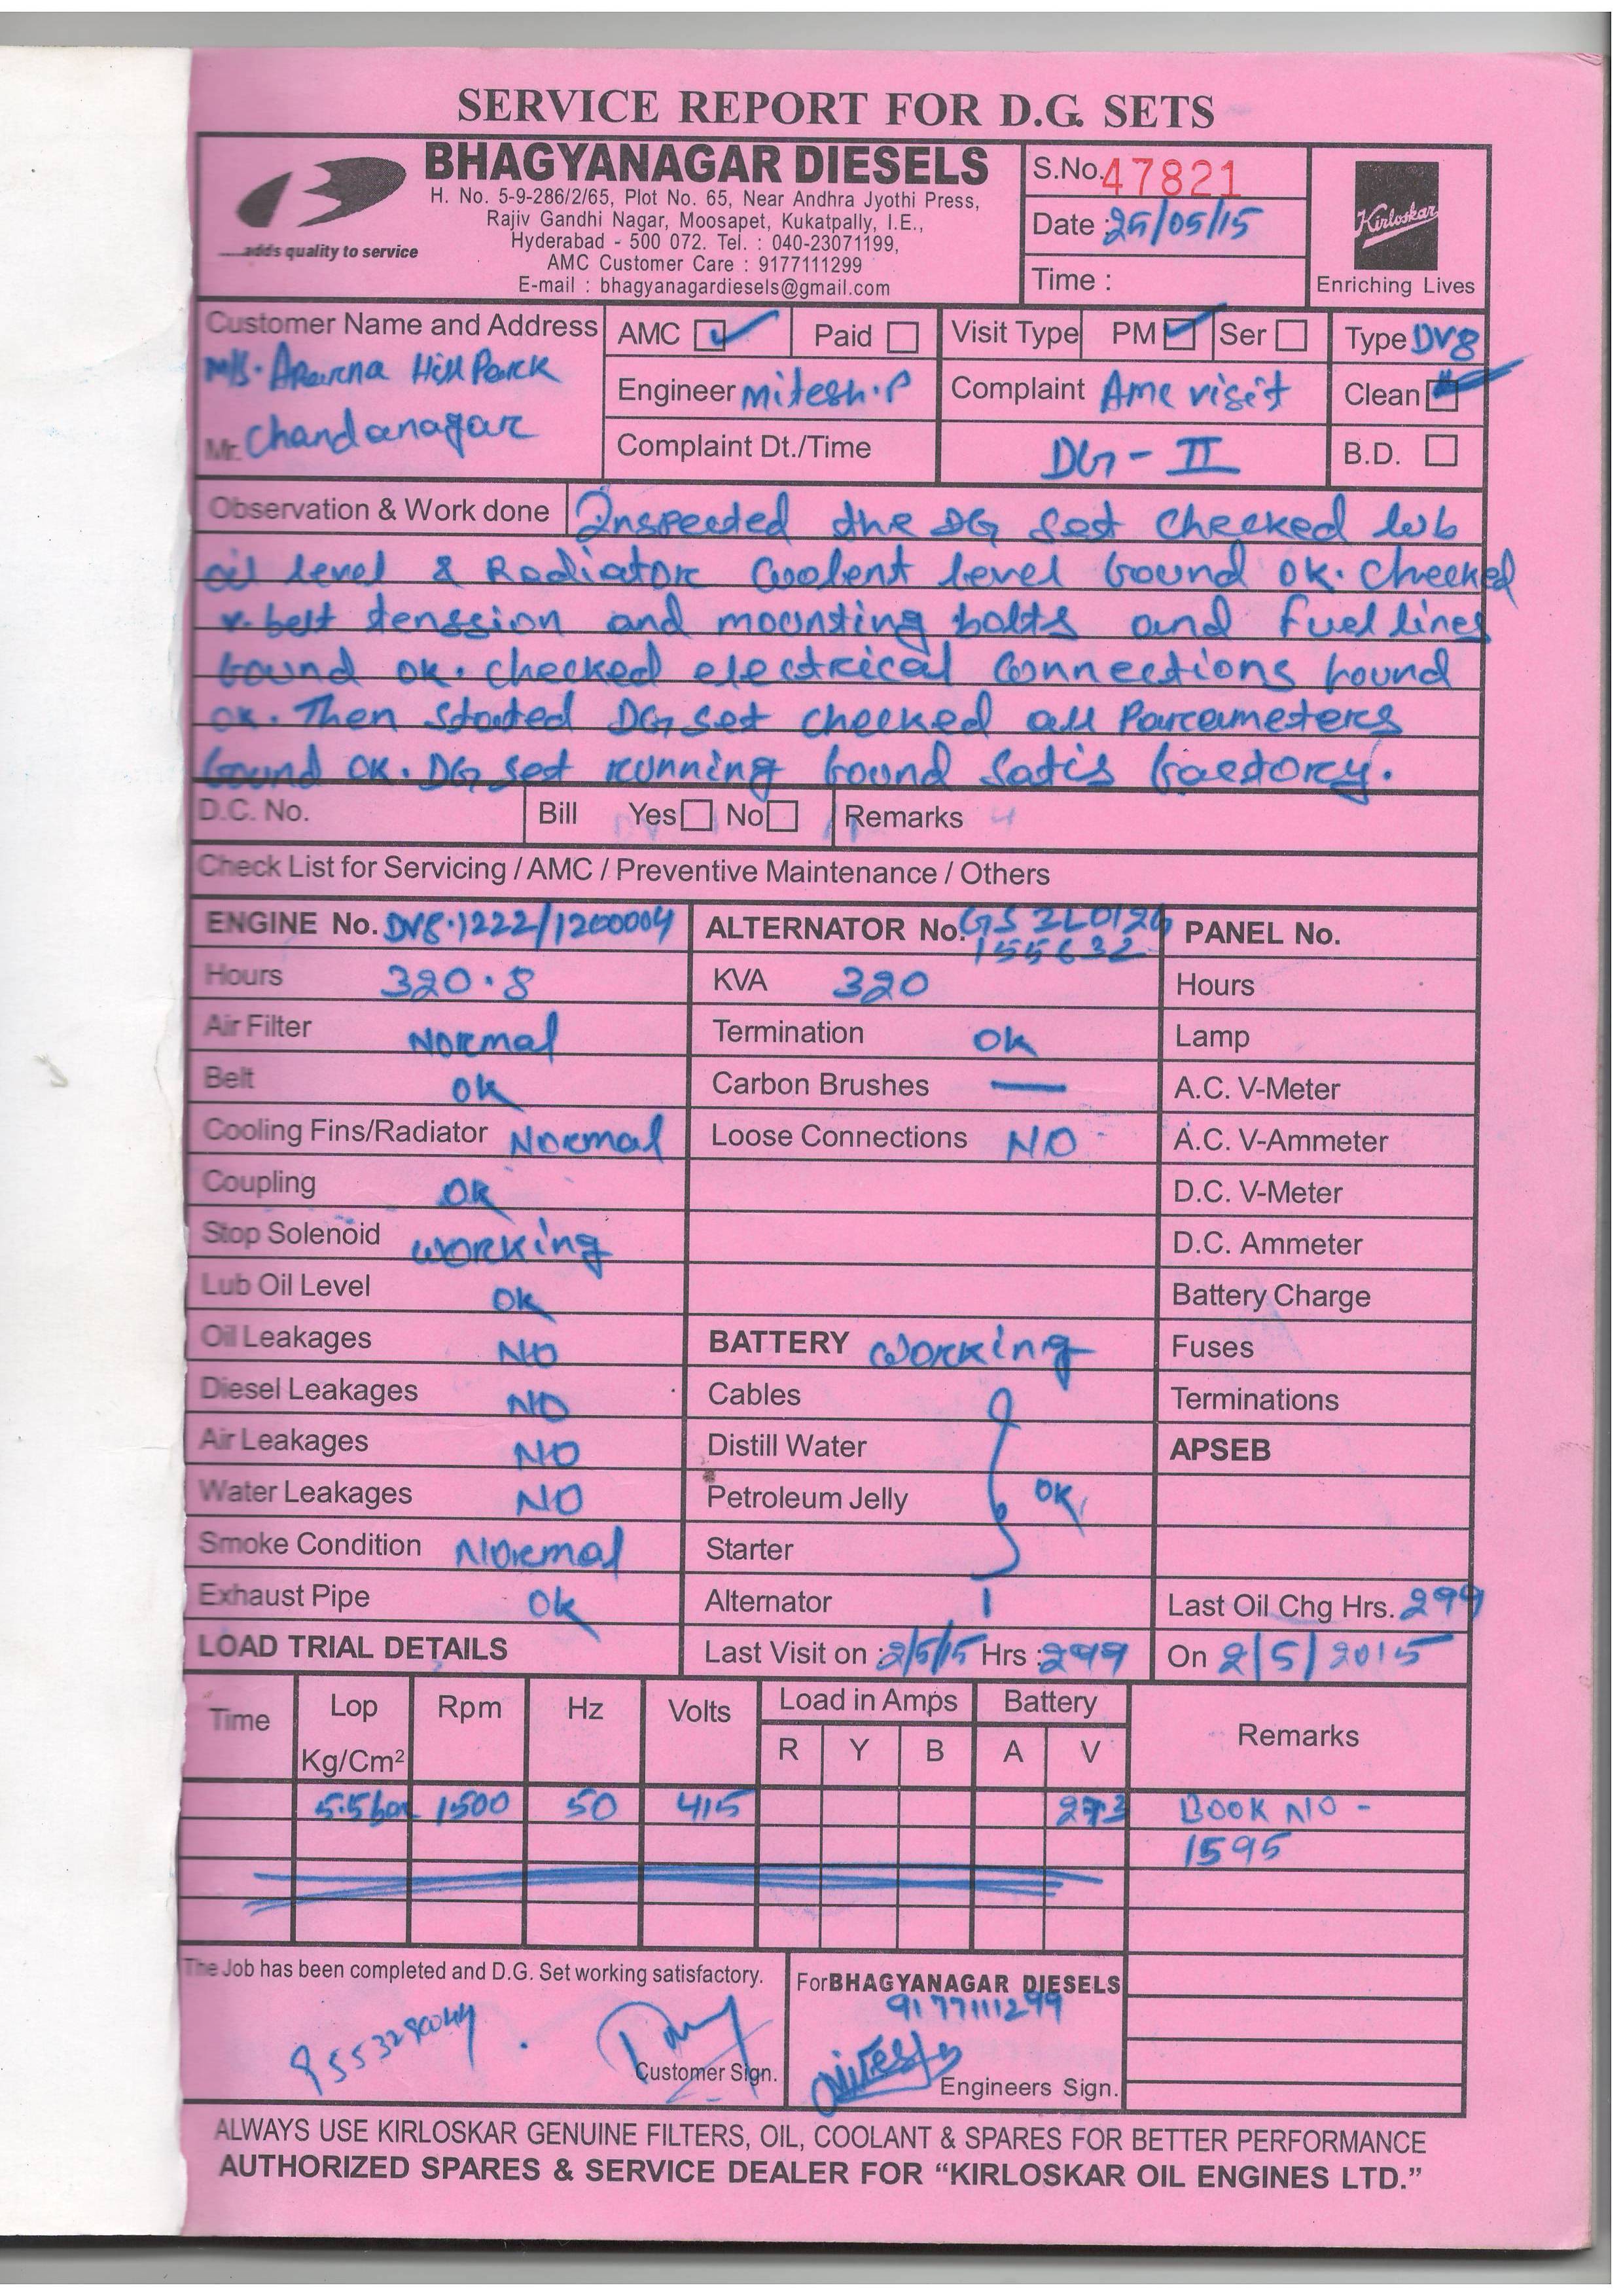 SERVICE REPORT FOR D.G. SETS
BHAGYANAGAR DIESELS
H. No. 5-9-286/2/65, Plot No. 65, Near Andhra Jyothi Press,
Rajiv Gandhi Nagar, Moosapet, Kukatpally, I.E.,
Hyderabad - 500 072. Tel. : 040-23071199,
AMC Customer Care : 9177111299
E-mail : bhagyanagardiesels@gmail.com
.....adds quality to service
S.No. 47821
Date : 25/05/15
Time :
Kirloskar
Enriching Lives
Customer Name and Address
M/s. Aparna Hill Park
Mr. Chandanagar
AMC Paid Visit Type PM Ser Type DV8
Engineer Mitesh.P Complaint Amc visit Clean
Complaint Dt./Time DG - II B.D.
Observation & Work done Inspected the DG set checked lub
oil level & Radiator Coolent level found ok. checked
v. belt tenssion and mounting bolts and fuel lines
found ok. checked electrical connections found
ok. Then started DG set checked all Parameters
found OK. DG set running found satis factory.
D.C. No. Bill Yes No Remarks
Check List for Servicing / AMC / Preventive Maintenance / Others
ENGINE No. DV8.1222/1200004 ALTERNATOR No. GS 2L0126 PANEL No.
155632
Hours 320.8 KVA 320 Hours
Air Filter Normal Termination Ok Lamp
Belt Ok Carbon Brushes — A.C. V-Meter
Cooling Fins/Radiator Normal Loose Connections NO A.C. V-Ammeter
Coupling OK D.C. V-Meter
Stop Solenoid working D.C. Ammeter
Lub Oil Level OK Battery Charge
Oil Leakages NO BATTERY working Fuses
Diesel Leakages NO Cables Terminations
Air Leakages NO Distill Water APSEB
Water Leakages NO Petroleum Jelly OK
Smoke Condition Normal Starter
Exhaust Pipe Ok Alternator Last Oil Chg Hrs. 299
LOAD TRIAL DETAILS Last Visit on : 2/5/15 Hrs : 299 On 2/5/2015
Time Lop Rpm Hz Volts Load in Amps Battery Remarks
Kg/Cm² R Y B A V
5.5 bar 1500 50 415 27.3 BOOK NO -
1595
The Job has been completed and D.G. Set working satisfactory.
For BHAGYANAGAR DIESELS
9177111299
Mitesh
Customer Sign.
Engineers Sign.
ALWAYS USE KIRLOSKAR GENUINE FILTERS, OIL, COOLANT & SPARES FOR BETTER PERFORMANCE
AUTHORIZED SPARES & SERVICE DEALER FOR “KIRLOSKAR OIL ENGINES LTD.”